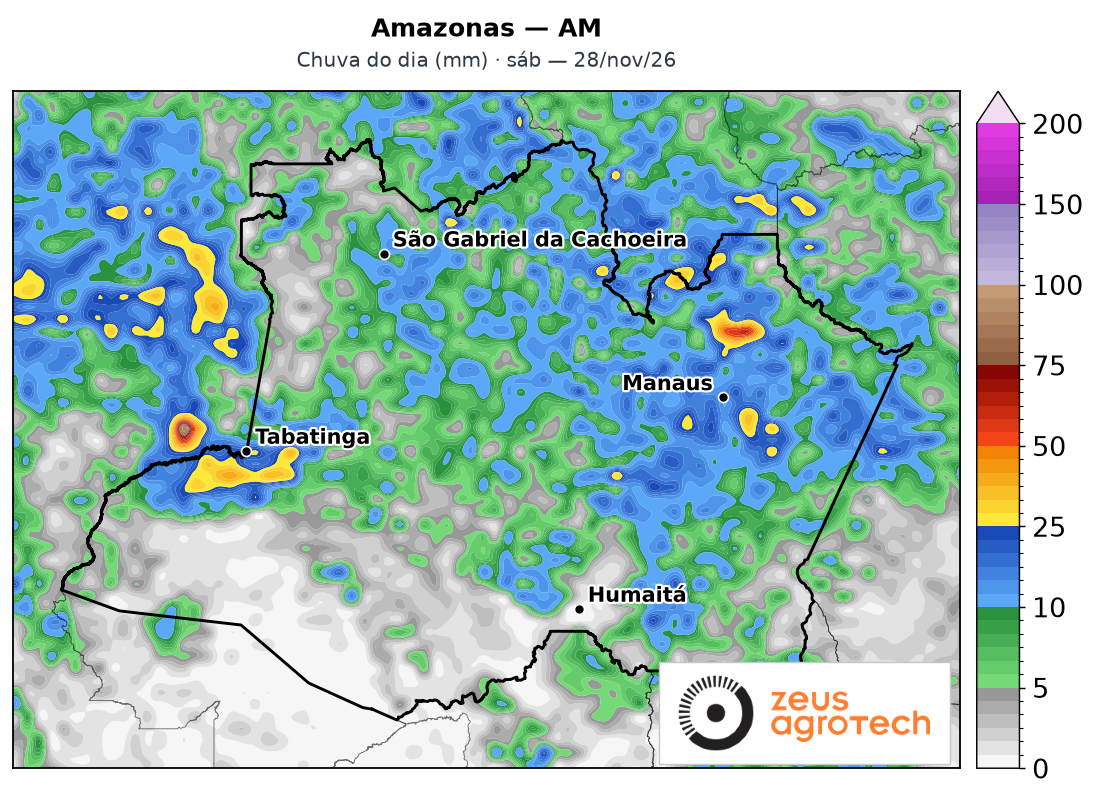 Amazonas — AM
Chuva do dia (mm) · sáb — 28/nov/26
São Gabriel da Cachoeira
Manaus
Tabatinga
Humaitá
zeus
agrotech
200
150
100
75
50
25
10
5
0